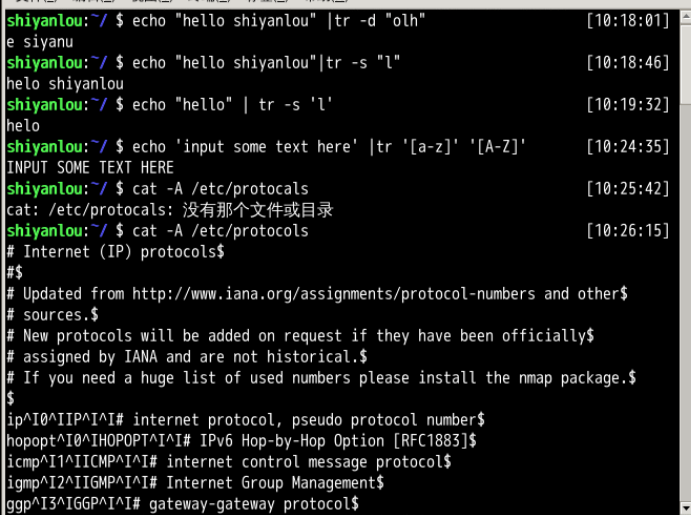 shiyanlou:~/ $ echo "hello shiyanlou" |tr -d "olh" [10:18:01]
e siyanu
shiyanlou:~/ $ echo "hello shiyanlou"|tr -s "l" [10:18:46]
helo shiyanlou
shiyanlou:~/ $ echo "hello" | tr -s 'l' [10:19:32]
helo
shiyanlou:~/ $ echo 'input some text here' |tr '[a-z]' '[A-Z]' [10:24:35]
INPUT SOME TEXT HERE
shiyanlou:~/ $ cat -A /etc/protocals [10:25:42]
cat: /etc/protocals: 没有那个文件或目录
shiyanlou:~/ $ cat -A /etc/protocols [10:26:15]
# Internet (IP) protocols$
#$
# Updated from http://www.iana.org/assignments/protocol-numbers and other$
# sources.$
# New protocols will be added on request if they have been officially$
# assigned by IANA and are not historical.$
# If you need a huge list of used numbers please install the nmap package.$
$
ip^I0^IIP^I^I# internet protocol, pseudo protocol number$
hopopt^I0^IHOPOPT^I^I# IPv6 Hop-by-Hop Option [RFC1883]$
icmp^I1^IICMP^I^I# internet control message protocol$
igmp^I2^IIGMP^I^I# Internet Group Management$
ggp^I3^IGGP^I^I# gateway-gateway protocol$